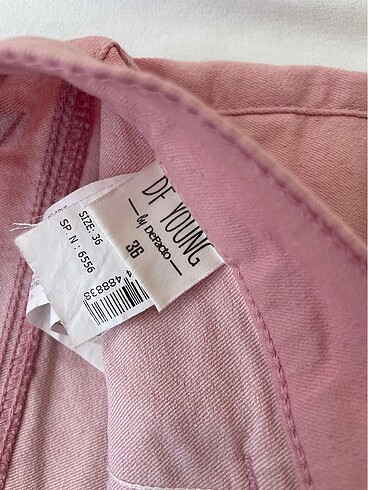 DF YOUNG
by DeFacto
36
SIZE: 36
SP. N : 6556
488838